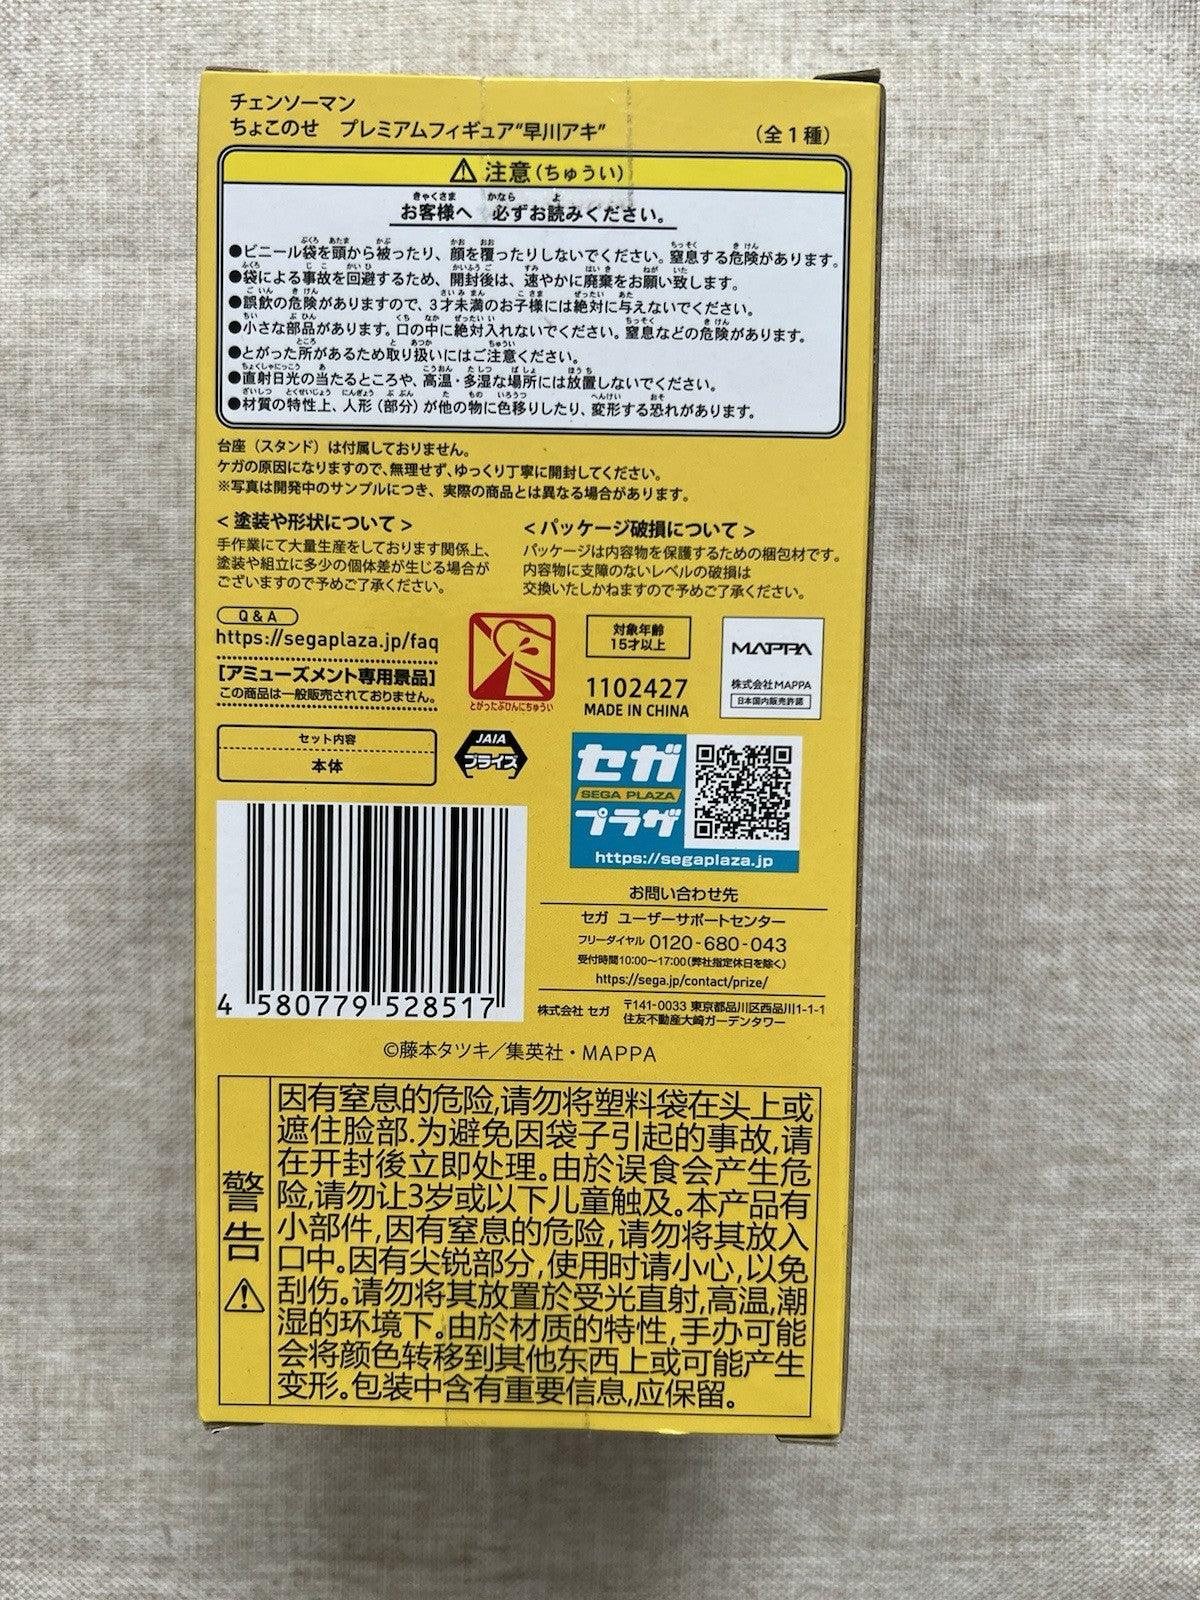 チェンソーマン
ちょこのせ　プレミアムフィギュア"早川アキ"
（全1種）
⚠ 注意（ちゅうい）
お客様へ　必ずお読みください。
●ビニール袋を頭から被ったり、顔を覆ったりしないでください。窒息する危険があります。
●袋による事故を回避するため、開封後は、速やかに廃棄をお願い致します。
●誤飲の危険がありますので、3才未満のお子様には絶対に与えないでください。
●小さな部品があります。口の中に絶対入れないでください。窒息などの危険があります。
●とがった所があるため取り扱いにはご注意ください。
●直射日光の当たるところや、高温・多湿な場所には放置しないでください。
●材質の特性上、人形（部分）が他の物に色移りしたり、変形する恐れがあります。
台座（スタンド）は付属しておりません。
ケガの原因になりますので、無理せず、ゆっくり丁寧に開封してください。
※写真は開発中のサンプルにつき、実際の商品とは異なる場合があります。
＜塗装や形状について＞
手作業にて大量生産をしております関係上、
塗装や組立に多少の個体差が生じる場合が
ございますので予めご了承ください。
＜パッケージ破損について＞
パッケージは内容物を保護するための梱包材です。
内容物に支障のないレベルの破損は
交換いたしかねますので予めご了承ください。
Q&A
https://segaplaza.jp/faq
[アミューズメント専用景品]
この商品は一般販売されておりません。
とがったぶひんにちゅうい
対象年齢
15才以上
1102427
MADE IN CHINA
MAPPA
株式会社MAPPA
日本国内販売許諾
セット内容
本体
JAIA
プライズ
セガ
SEGA PLAZA
プラザ
https://segaplaza.jp
4 580779 528517
お問い合わせ先
セガ ユーザーサポートセンター
フリーダイヤル 0120-680-043
受付時間10:00～17:00（弊社指定休日を除く）
https://sega.jp/contact/prize/
株式会社 セガ
〒141-0033 東京都品川区西品川1-1-1
住友不動産大崎ガーデンタワー
©藤本タツキ／集英社・MAPPA
警告⚠
因有窒息的危险,请勿将塑料袋在头上或
遮住脸部.为避免因袋子引起的事故,请
在开封後立即处理。由於误食会产生危
险,请勿让3岁或以下儿童触及。本产品有
小部件,因有窒息的危险,请勿将其放入
口中。因有尖锐部分,使用时请小心,以免
刮伤。请勿将其放置於受光直射,高温,潮
湿的环境下。由於材质的特性,手办可能
会将颜色转移到其他东西上或可能产生
变形。包装中含有重要信息,应保留。